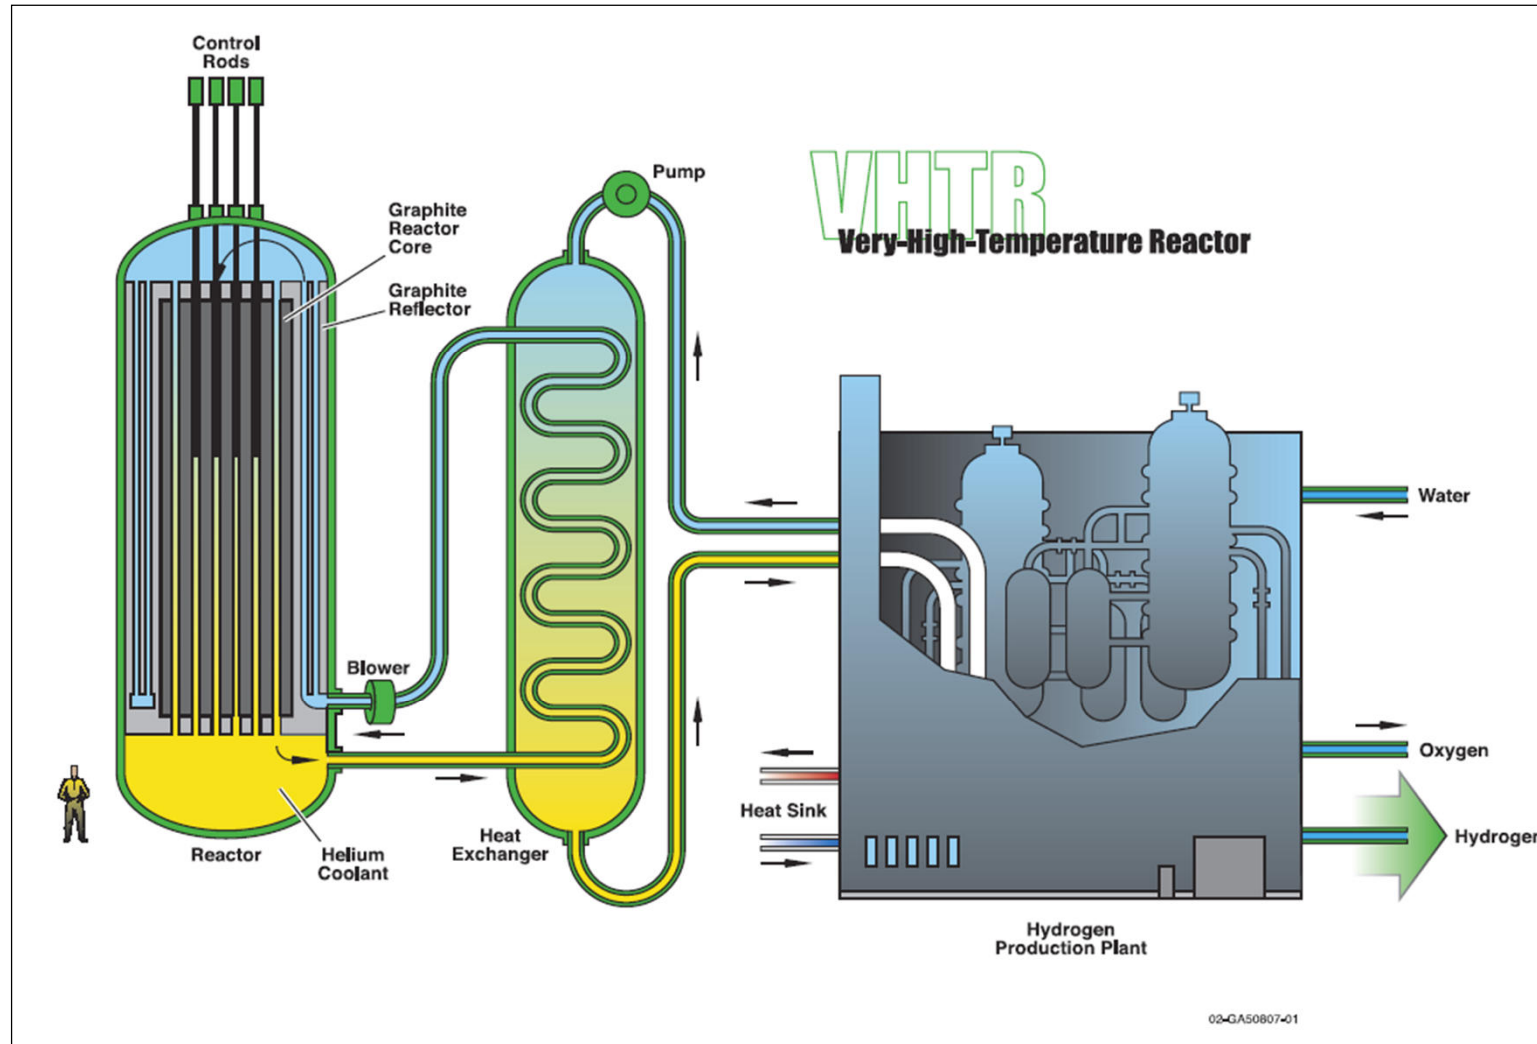 Control
Rods
Pump
VHTR
Very-High-Temperature Reactor
Graphite
Reactor
Core
Graphite
Reflector
Water
Blower
Oxygen
Heat Sink
Hydrogen
Reactor
Helium
Coolant
Heat
Exchanger
Hydrogen
Production Plant
02-GA50807-01